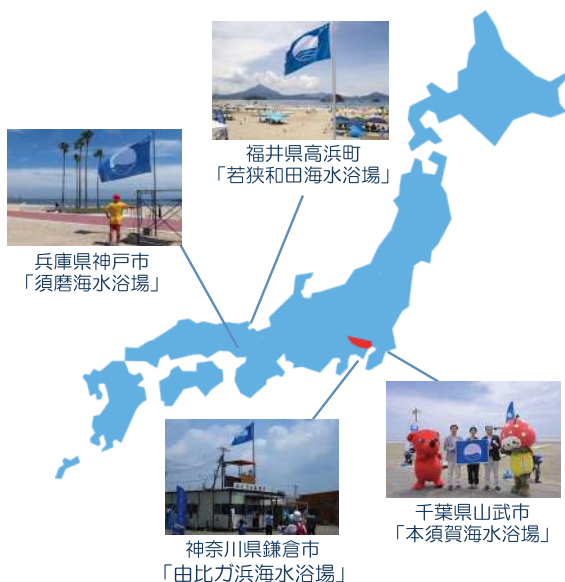 福井県高浜町
「若狭和田海水浴場」
兵庫県神戸市
「須磨海水浴場」
千葉県山武市
「本須賀海水浴場」
神奈川県鎌倉市
「由比ガ浜海水浴場」